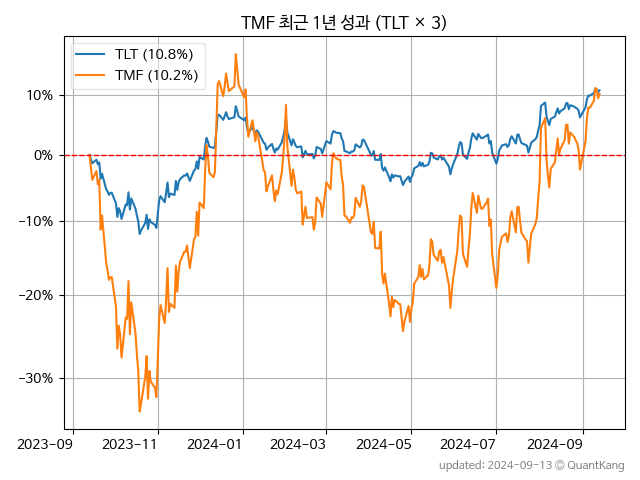 TMF 최근 1년 성과 (TLT × 3)
TLT (10.8%)
TMF (10.2%)
10%
0%
−10%
−20%
−30%
2023-09 2023-11 2024-01 2024-03 2024-05 2024-07 2024-09
updated: 2024-09-13 ⓒ QuantKang